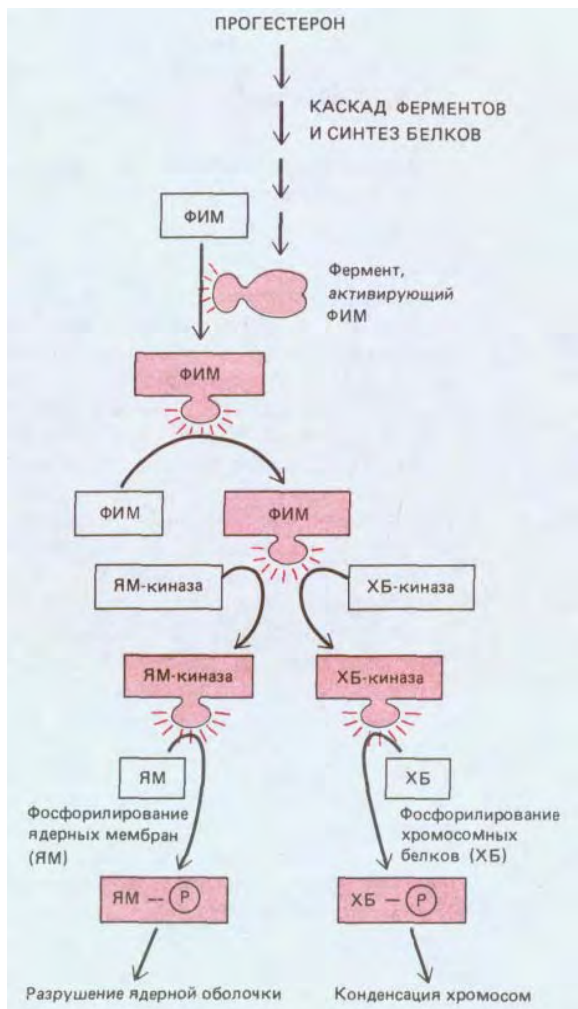 ПРОГЕСТЕРОН
КАСКАД ФЕРМЕНТОВ
И СИНТЕЗ БЕЛКОВ
ФИМ
Фермент,
активирующий
ФИМ
ФИМ
ФИМ
ФИМ
ЯМ-киназа
ХБ-киназа
ЯМ-киназа
ХБ-киназа
ЯМ
ХБ
Фосфорилирование
ядерных мембран
(ЯМ)
Фосфорилирование
хромосомных
белков (ХБ)
ЯМ — P
ХБ — P
Разрушение ядерной оболочки
Конденсация хромосом